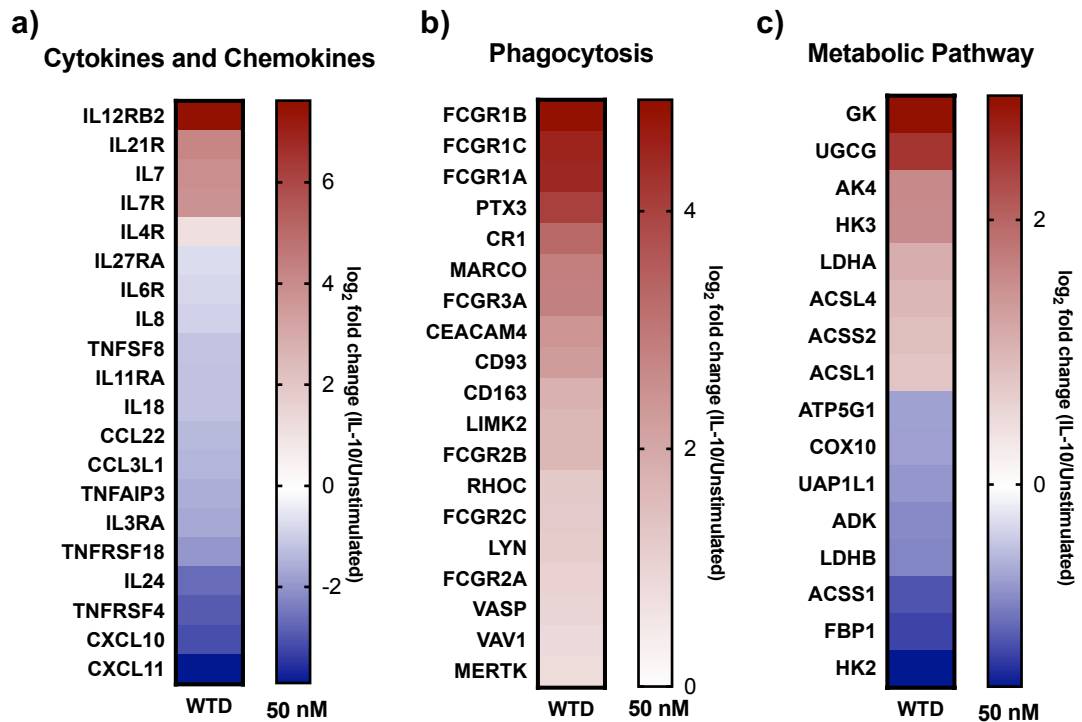 a)
Cytokines and Chemokines
IL12RB2
IL21R
IL7
IL7R
IL4R
IL27RA
IL6R
IL8
TNFSF8
IL11RA
IL18
CCL22
CCL3L1
TNFAIP3
IL3RA
TNFRSF18
IL24
TNFRSF4
CXCL10
CXCL11
WTD
6
4
2
0
-2
50 nM
log2 fold change (IL-10/Unstimulated)
b)
Phagocytosis
FCGR1B
FCGR1C
FCGR1A
PTX3
CR1
MARCO
FCGR3A
CEACAM4
CD93
CD163
LIMK2
FCGR2B
RHOC
FCGR2C
LYN
FCGR2A
VASP
VAV1
MERTK
WTD
4
2
0
50 nM
log2 fold change (IL-10/Unstimulated)
c)
Metabolic Pathway
GK
UGCG
AK4
HK3
LDHA
ACSL4
ACSS2
ACSL1
ATP5G1
COX10
UAP1L1
ADK
LDHB
ACSS1
FBP1
HK2
WTD
2
0
50 nM
log2 fold change (IL-10/Unstimulated)